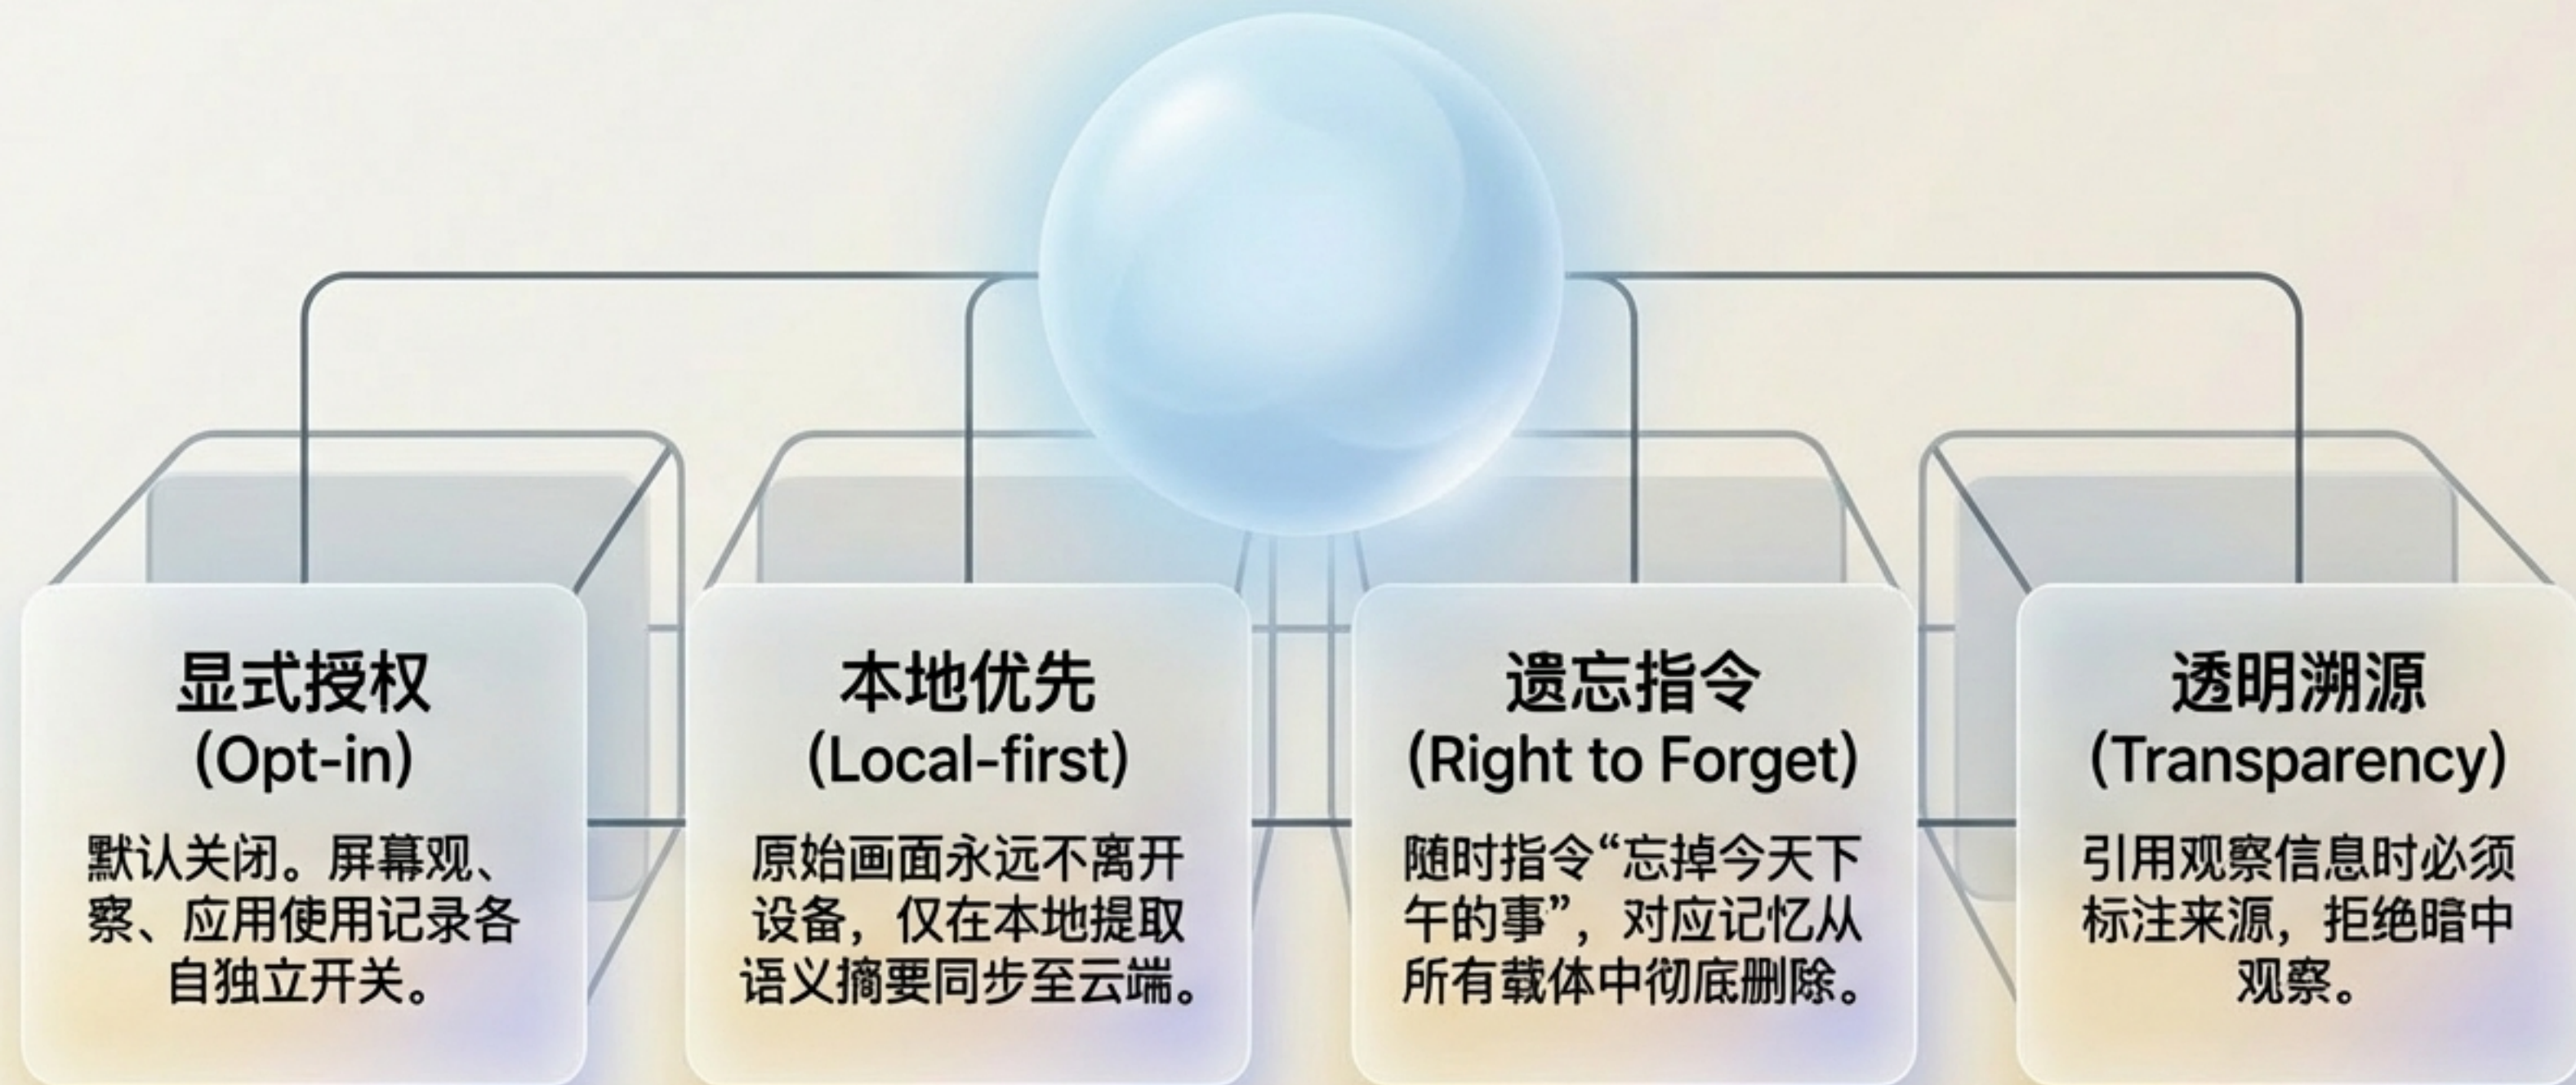 显式授权
(Opt-in)
默认关闭。屏幕观、
察、应用使用记录各
自独立开关。
本地优先
(Local-first)
原始画面永远不离开
设备，仅在本地提取
语义摘要同步至云端。
遗忘指令
(Right to Forget)
随时指令“忘掉今天下
午的事”，对应记忆从
所有载体中彻底删除。
透明溯源
(Transparency)
引用观察信息时必须
标注来源，拒绝暗中
观察。